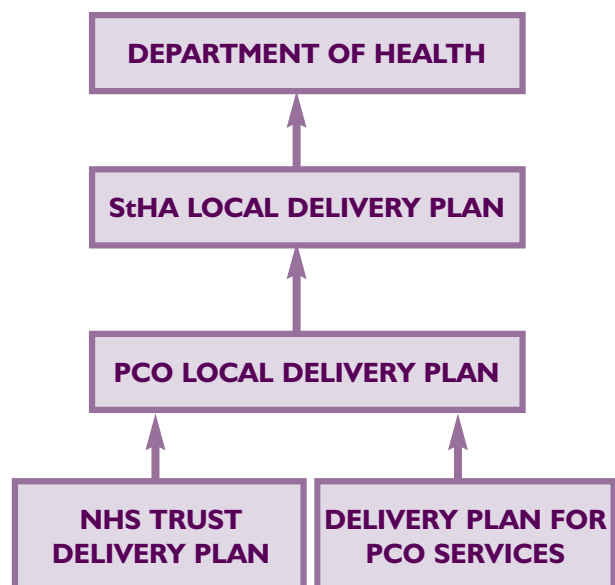 DEPARTMENT OF HEALTH
StHA LOCAL DELIVERY PLAN
PCO LOCAL DELIVERY PLAN
NHS TRUST
DELIVERY PLAN
DELIVERY PLAN FOR
PCO SERVICES